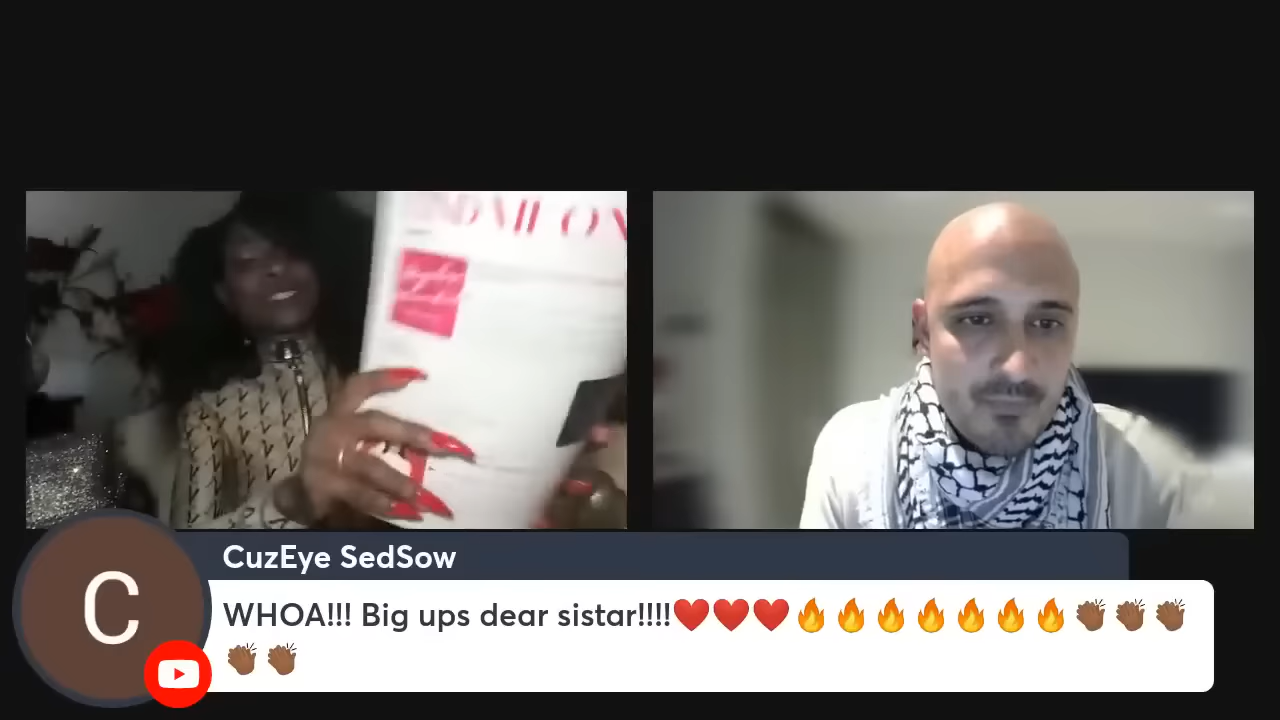 CuzEye SedSow
C
WHOA!!! Big ups dear sistar!!!!❤️❤️❤️🔥🔥🔥🔥🔥🔥🔥👏🏾👏🏾👏🏾
👏🏾👏🏾